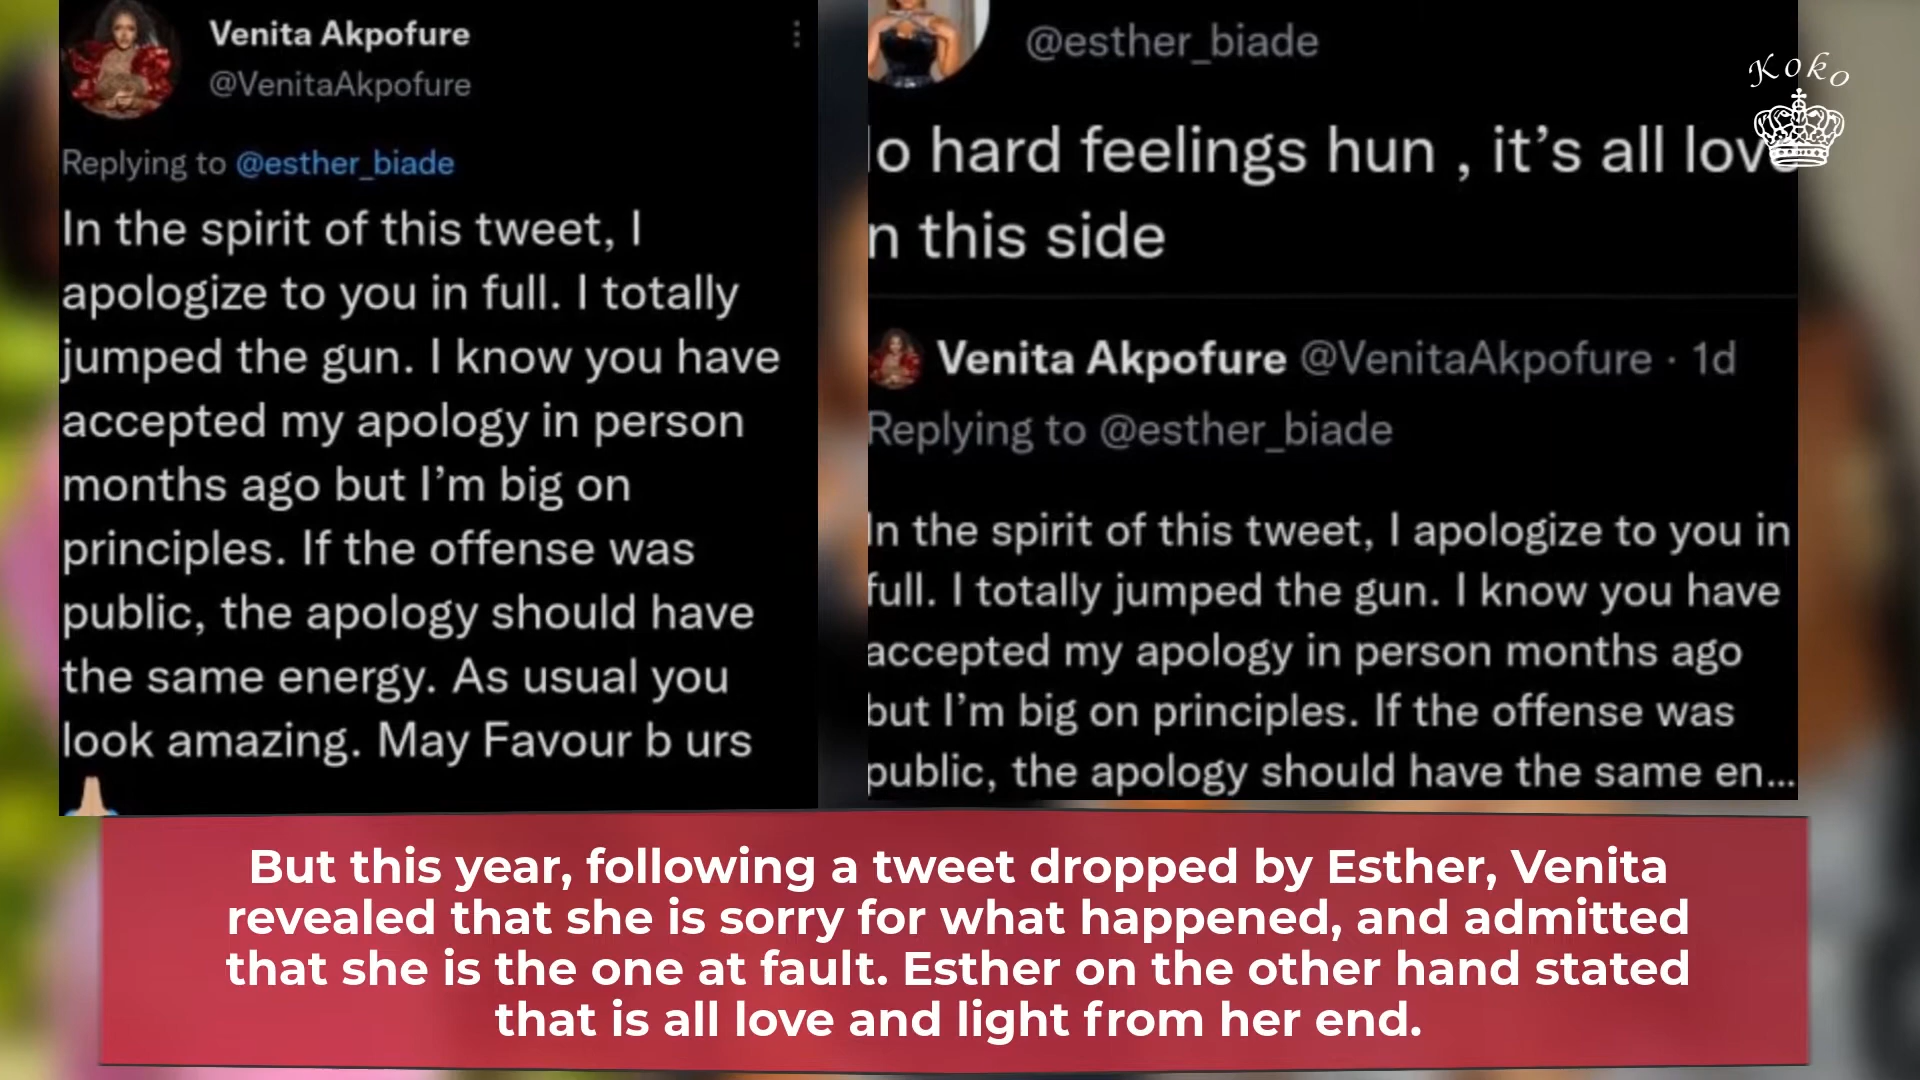 Venita Akpofure
@VenitaAkpofure
Replying to @esther_biade
In the spirit of this tweet, I
apologize to you in full. I totally
jumped the gun. I know you have
accepted my apology in person
months ago but I’m big on
principles. If the offense was
public, the apology should have
the same energy. As usual you
look amazing. May Favour b urs
@esther_biade
o hard feelings hun , it’s all love
n this side
Venita Akpofure @VenitaAkpofure · 1d
Replying to @esther_biade
In the spirit of this tweet, I apologize to you in
full. I totally jumped the gun. I know you have
accepted my apology in person months ago
but I’m big on principles. If the offense was
public, the apology should have the same en...
Koko
But this year, following a tweet dropped by Esther, Venita
revealed that she is sorry for what happened, and admitted
that she is the one at fault. Esther on the other hand stated
that is all love and light from her end.